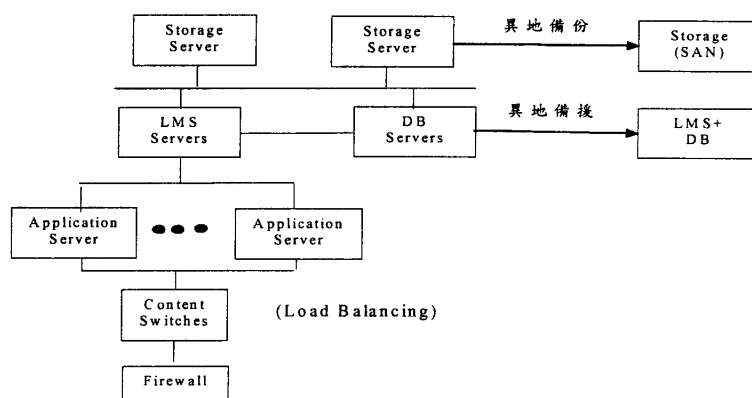 Storage
Server
Storage
Server
異地備份
Storage
(SAN)
LMS
Servers
DB
Servers
異地備援
LMS+
DB
Application
Server
Application
Server
Content
Switches
(Load Balancing)
Firewall